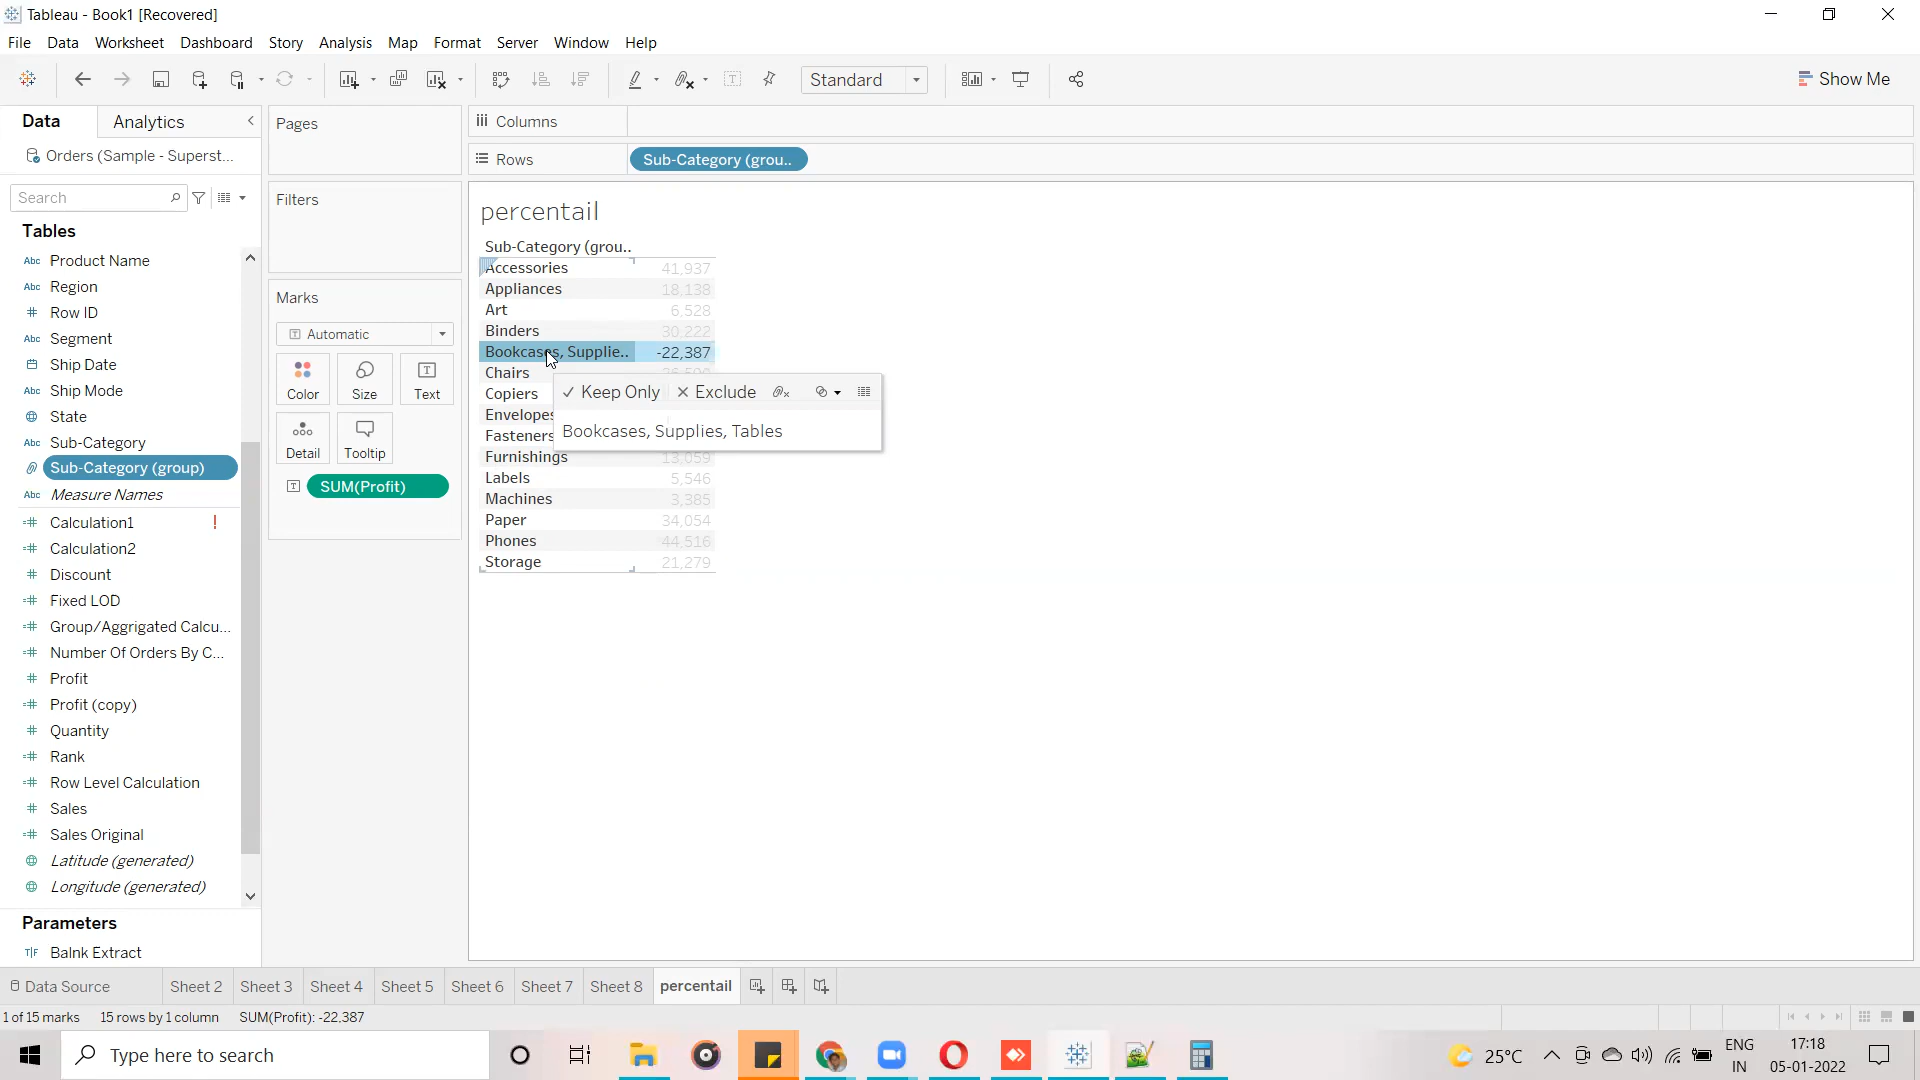 Tableau - Book1 [Recovered]
File Data Worksheet Dashboard Story Analysis Map Format Server Window Help
Standard
Show Me
Data Analytics
Orders (Sample - Superst...
Search
Tables
Abc Product Name
Abc Region
# Row ID
Abc Segment
Ship Date
Abc Ship Mode
State
Abc Sub-Category
Sub-Category (group)
Abc Measure Names
=# Calculation1 !
=# Calculation2
# Discount
=# Fixed LOD
=# Group/Aggrigated Calcu...
=# Number Of Orders By C...
# Profit
=# Profit (copy)
# Quantity
=# Rank
=# Row Level Calculation
# Sales
=# Sales Original
Latitude (generated)
Longitude (generated)
Parameters
T|F Balnk Extract
Pages
Filters
Marks
T Automatic
Color Size Text
Detail Tooltip
T SUM(Profit)
Columns
Rows Sub-Category (grou..
percentail
Sub-Category (grou..
Accessories 41,937
Appliances 18,138
Art 6,528
Binders 30,222
Bookcases, Supplie.. -22,387
Chairs
Copiers
Envelopes
Fasteners
Furnishings 13,059
Labels 5,546
Machines 3,385
Paper 34,054
Phones 44,516
Storage 21,279
✓ Keep Only ✕ Exclude
Bookcases, Supplies, Tables
Data Source Sheet 2 Sheet 3 Sheet 4 Sheet 5 Sheet 6 Sheet 7 Sheet 8 percentail
1 of 15 marks 15 rows by 1 column SUM(Profit): -22,387
Type here to search
25°C
ENG
IN
17:18
05-01-2022